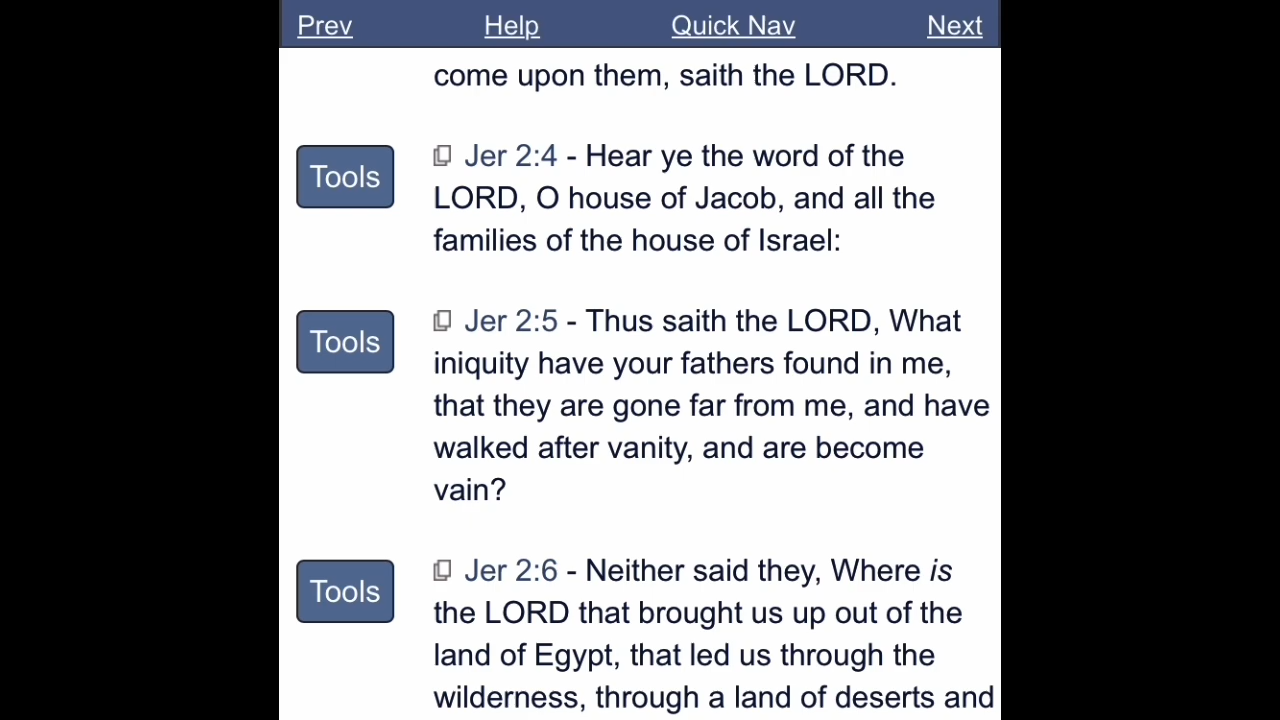 Prev Help Quick Nav Next
come upon them, saith the LORD.
Tools Jer 2:4 - Hear ye the word of the
LORD, O house of Jacob, and all the
families of the house of Israel:
Tools Jer 2:5 - Thus saith the LORD, What
iniquity have your fathers found in me,
that they are gone far from me, and have
walked after vanity, and are become
vain?
Tools Jer 2:6 - Neither said they, Where is
the LORD that brought us up out of the
land of Egypt, that led us through the
wilderness, through a land of deserts and